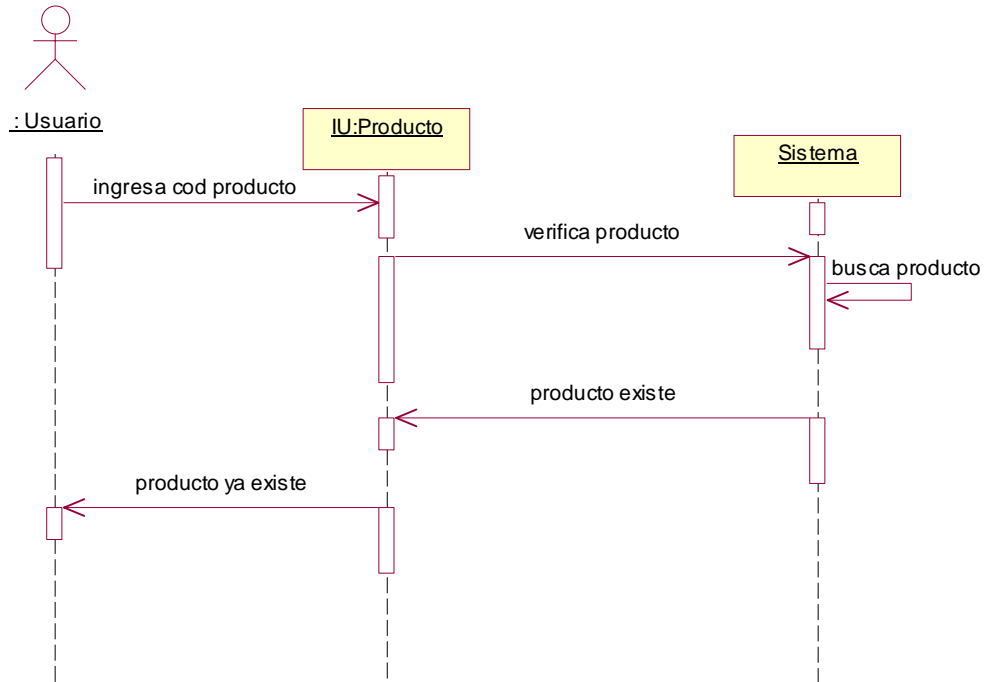 : Usuario
IU:Producto
Sistema
ingresa cod producto
verifica producto
busca producto
producto existe
producto ya existe